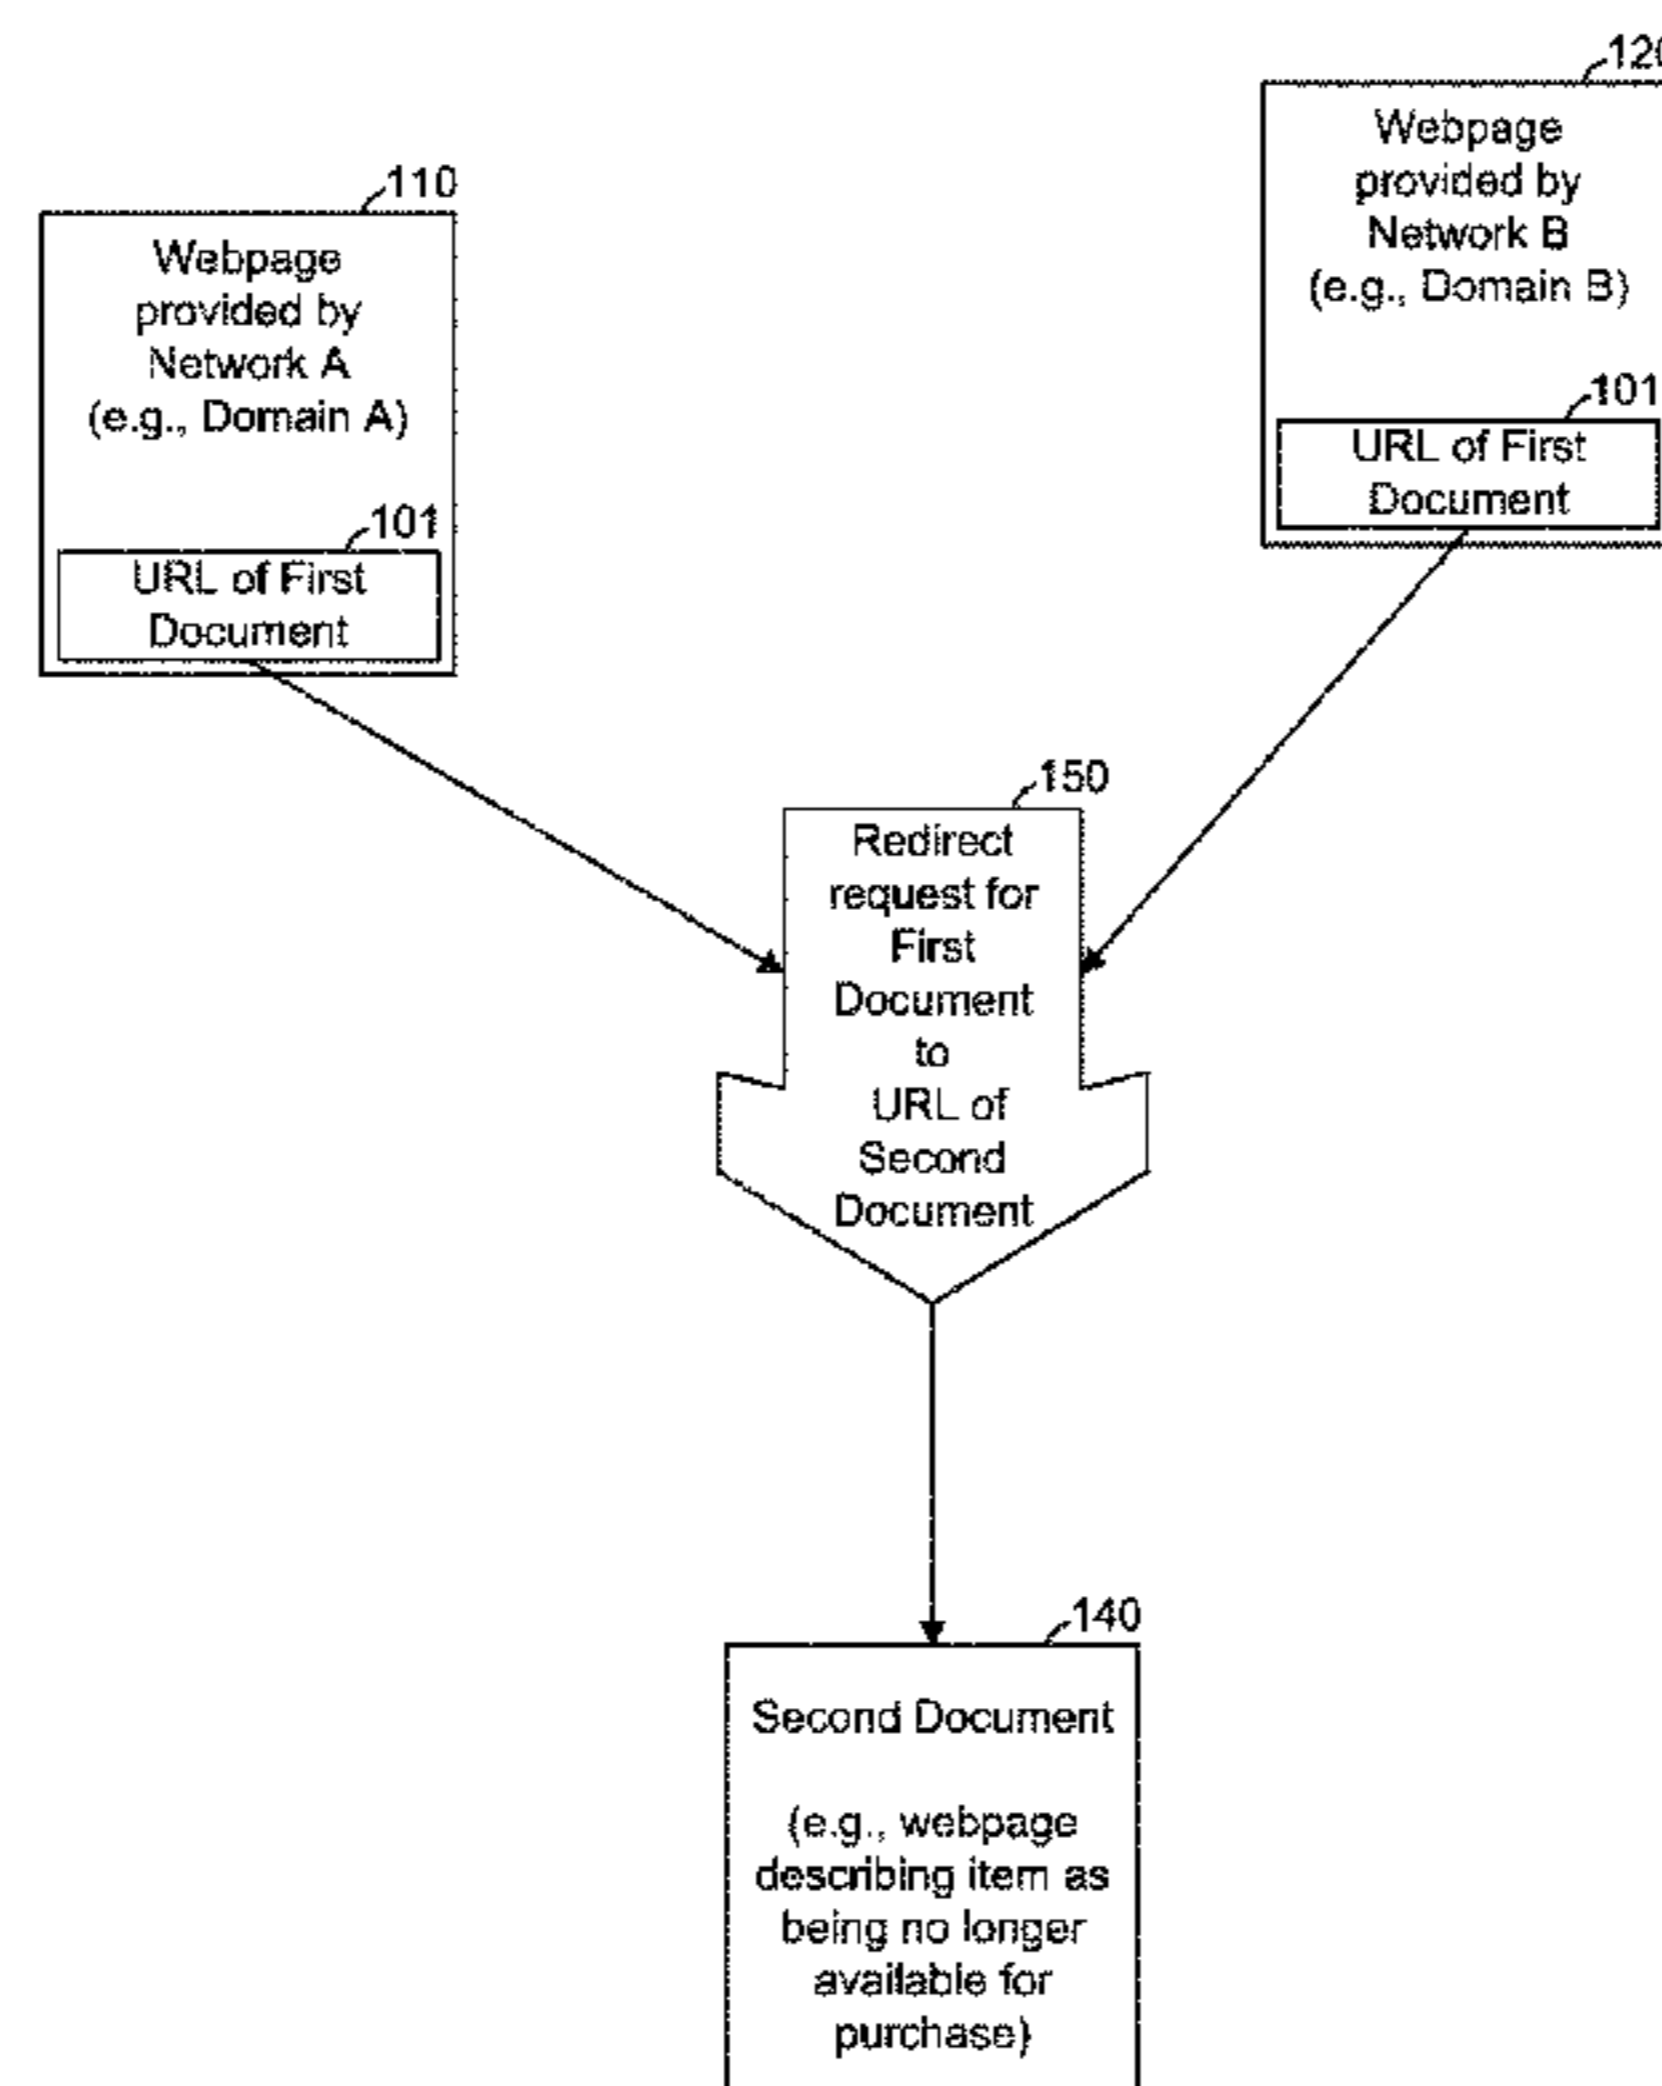 110
Webpage
provided by
Network A
(e.g., Domain A)
101
URL of First
Document
120
Webpage
provided by
Network B
(e.g., Domain B)
101
URL of First
Document
150
Redirect
request for
First
Document
to
URL of
Second
Document
140
Second Document
(e.g., webpage
describing item as
being no longer
available for
purchase)